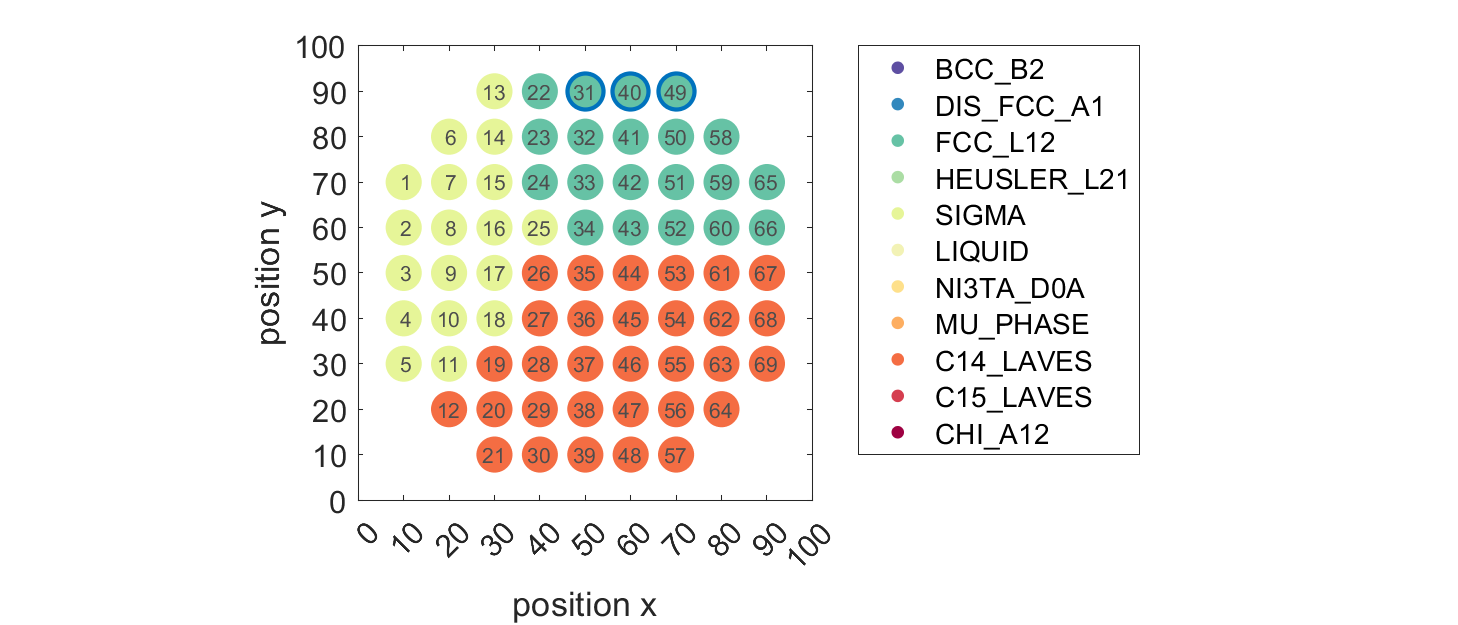 100
90
80
70
60
50
40
30
20
10
0
13 22 31 40 49
6 14 23 32 41 50 58
1 7 15 24 33 42 51 59 65
2 8 16 25 34 43 52 60 66
3 9 17 26 35 44 53 61 67
4 10 18 27 36 45 54 62 68
5 11 19 28 37 46 55 63 69
12 20 29 38 47 56 64
21 30 39 48 57
0 10 20 30 40 50 60 70 80 90 100
position x
position y
BCC_B2
DIS_FCC_A1
FCC_L12
HEUSLER_L21
SIGMA
LIQUID
NI3TA_D0A
MU_PHASE
C14_LAVES
C15_LAVES
CHI_A12